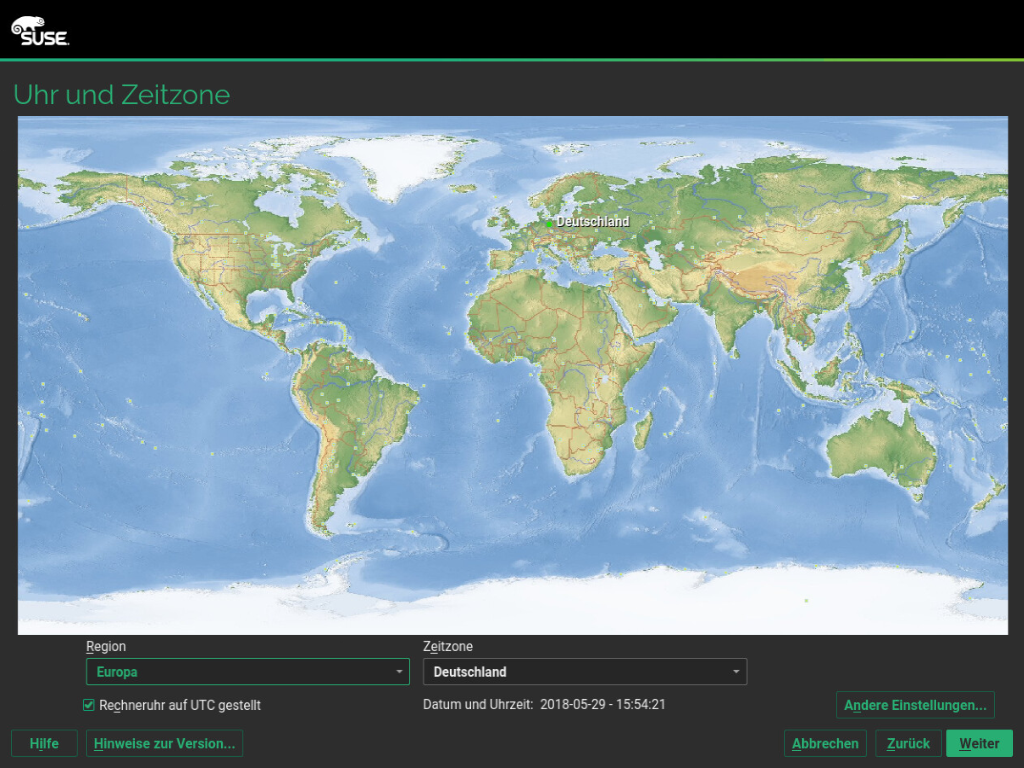 SUSE
Uhr und Zeitzone
Deutschland
Region
Zeitzone
Europa
Deutschland
Rechneruhr auf UTC gestellt
Datum und Uhrzeit: 2018-05-29 - 15:54:21
Andere Einstellungen...
Hilfe
Hinweise zur Version...
Abbrechen
Zurück
Weiter